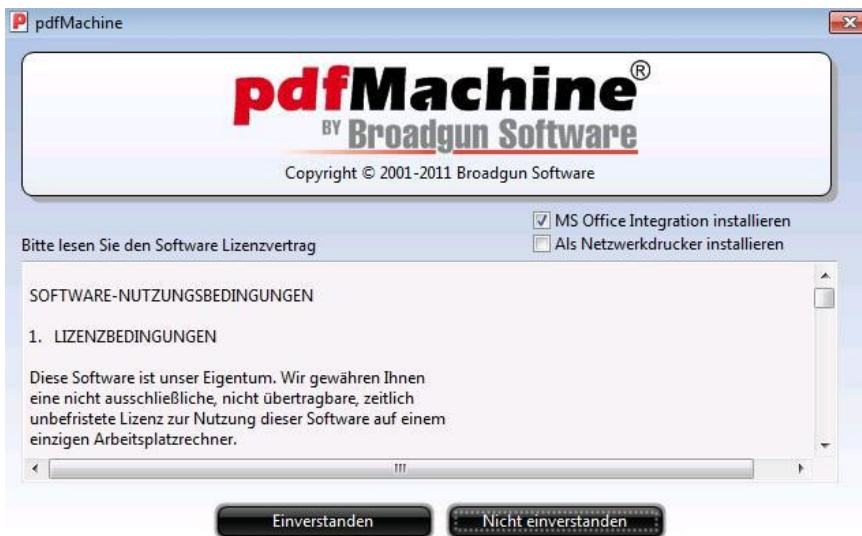 pdfMachine
pdfMachine®
BY Broadgun Software
Copyright © 2001-2011 Broadgun Software
MS Office Integration installieren
Als Netzwerkdrucker installieren
Bitte lesen Sie den Software Lizenzvertrag
SOFTWARE-NUTZUNGSBEDINGUNGEN
1. LIZENZBEDINGUNGEN
Diese Software ist unser Eigentum. Wir gewähren Ihnen
eine nicht ausschließliche, nicht übertragbare, zeitlich
unbefristete Lizenz zur Nutzung dieser Software auf einem
einzigen Arbeitsplatzrechner.
Einverstanden
Nicht einverstanden